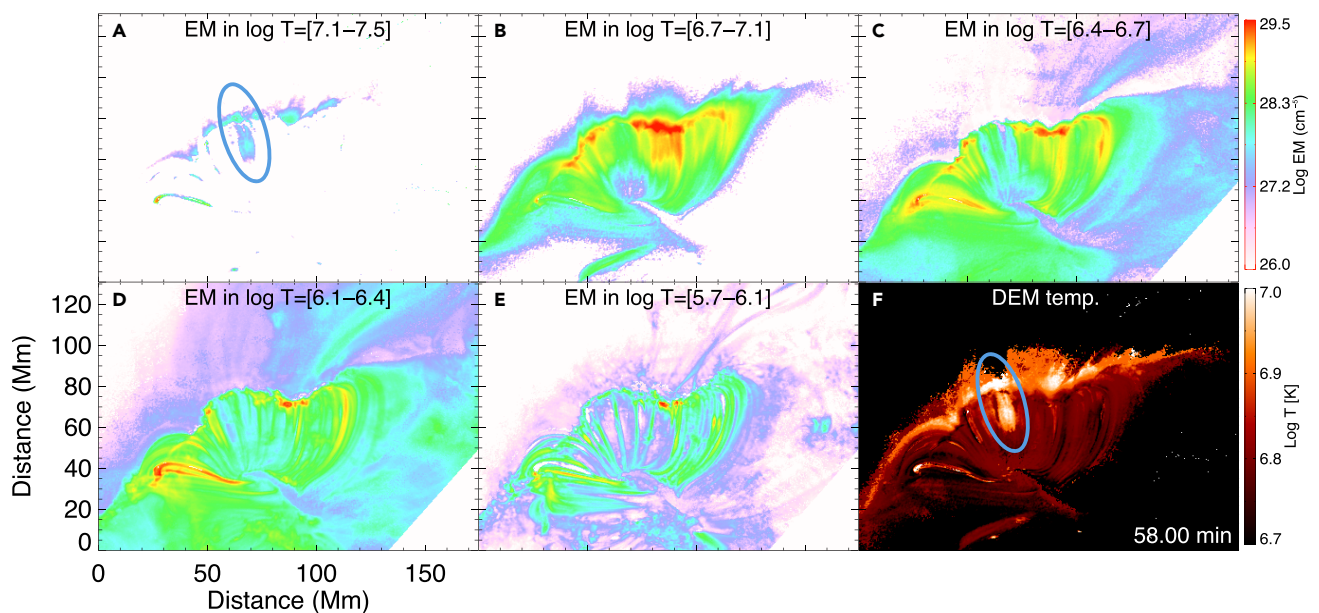 A EM in log T=[7.1–7.5]
B EM in log T=[6.7–7.1]
C EM in log T=[6.4–6.7]
29.5
28.3
27.2
26.0
Log EM (cm⁻⁵)
D EM in log T=[6.1–6.4]
E EM in log T=[5.7–6.1]
F DEM temp.
58.00 min
7.0
6.9
6.8
6.7
Log T [K]
120
100
80
60
40
20
0
Distance (Mm)
0 50 100 150
Distance (Mm)